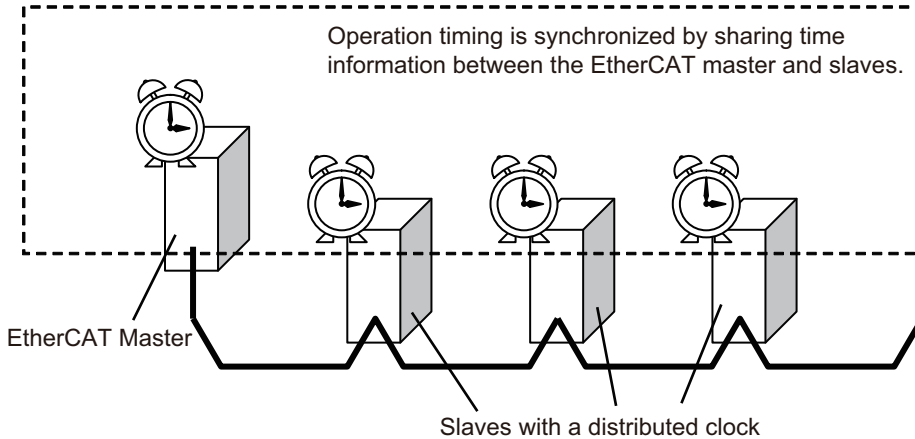 Operation timing is synchronized by sharing time
information between the EtherCAT master and slaves.
EtherCAT Master
Slaves with a distributed clock